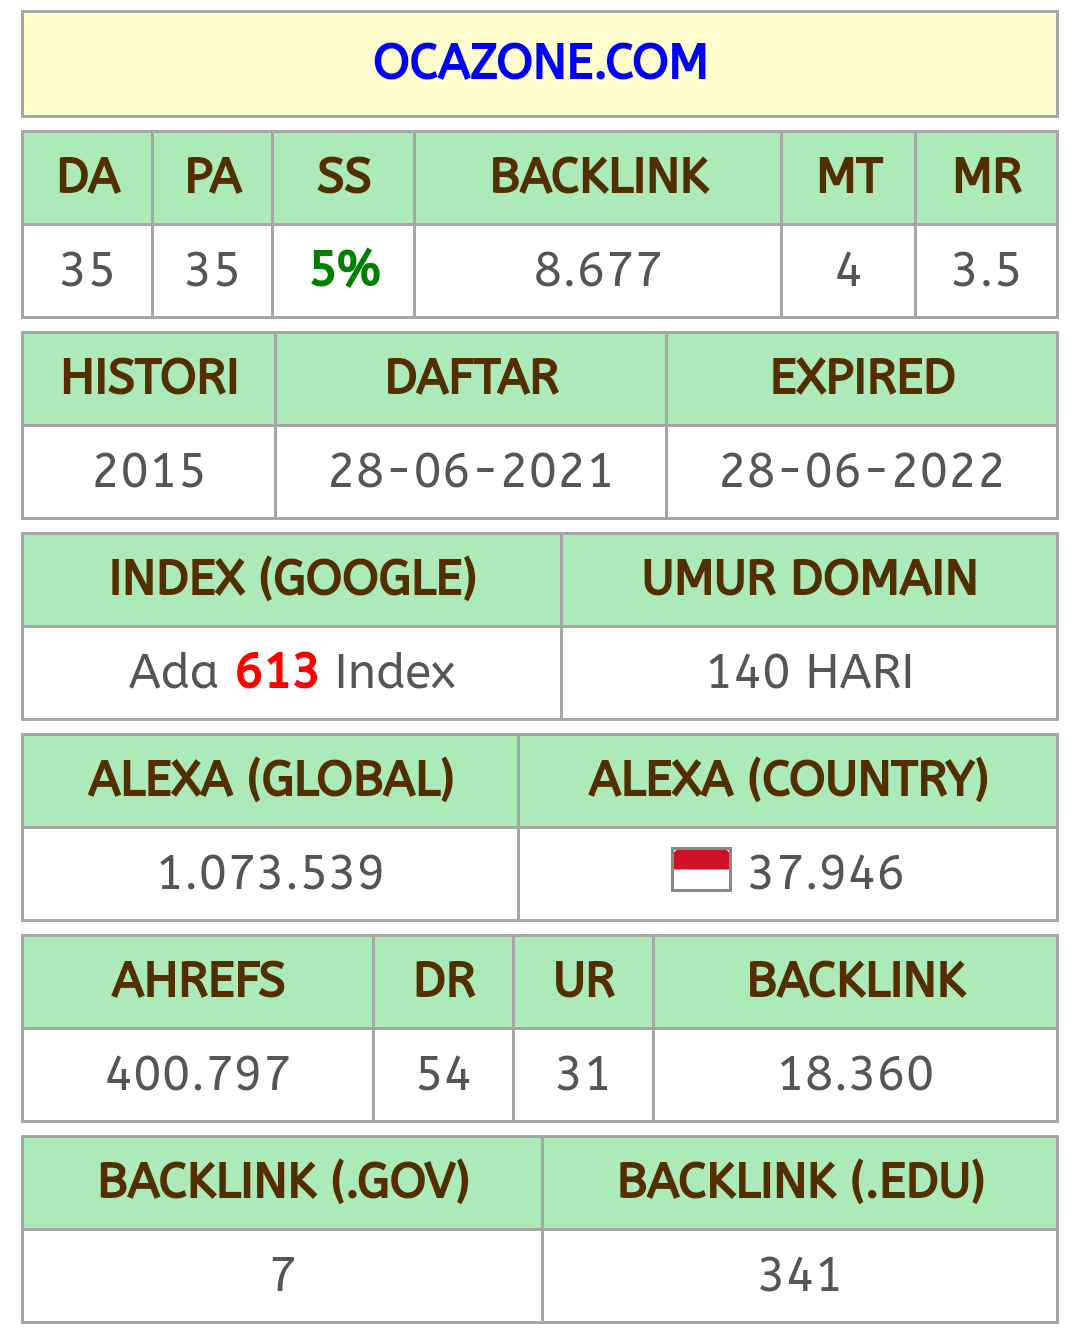 OCAZONE.COM
DA PA SS BACKLINK MT MR
35 35 5% 8.677 4 3.5
HISTORI DAFTAR EXPIRED
2015 28-06-2021 28-06-2022
INDEX (GOOGLE) UMUR DOMAIN
Ada 613 Index 140 HARI
ALEXA (GLOBAL) ALEXA (COUNTRY)
1.073.539 37.946
AHREFS DR UR BACKLINK
400.797 54 31 18.360
BACKLINK (.GOV) BACKLINK (.EDU)
7 341